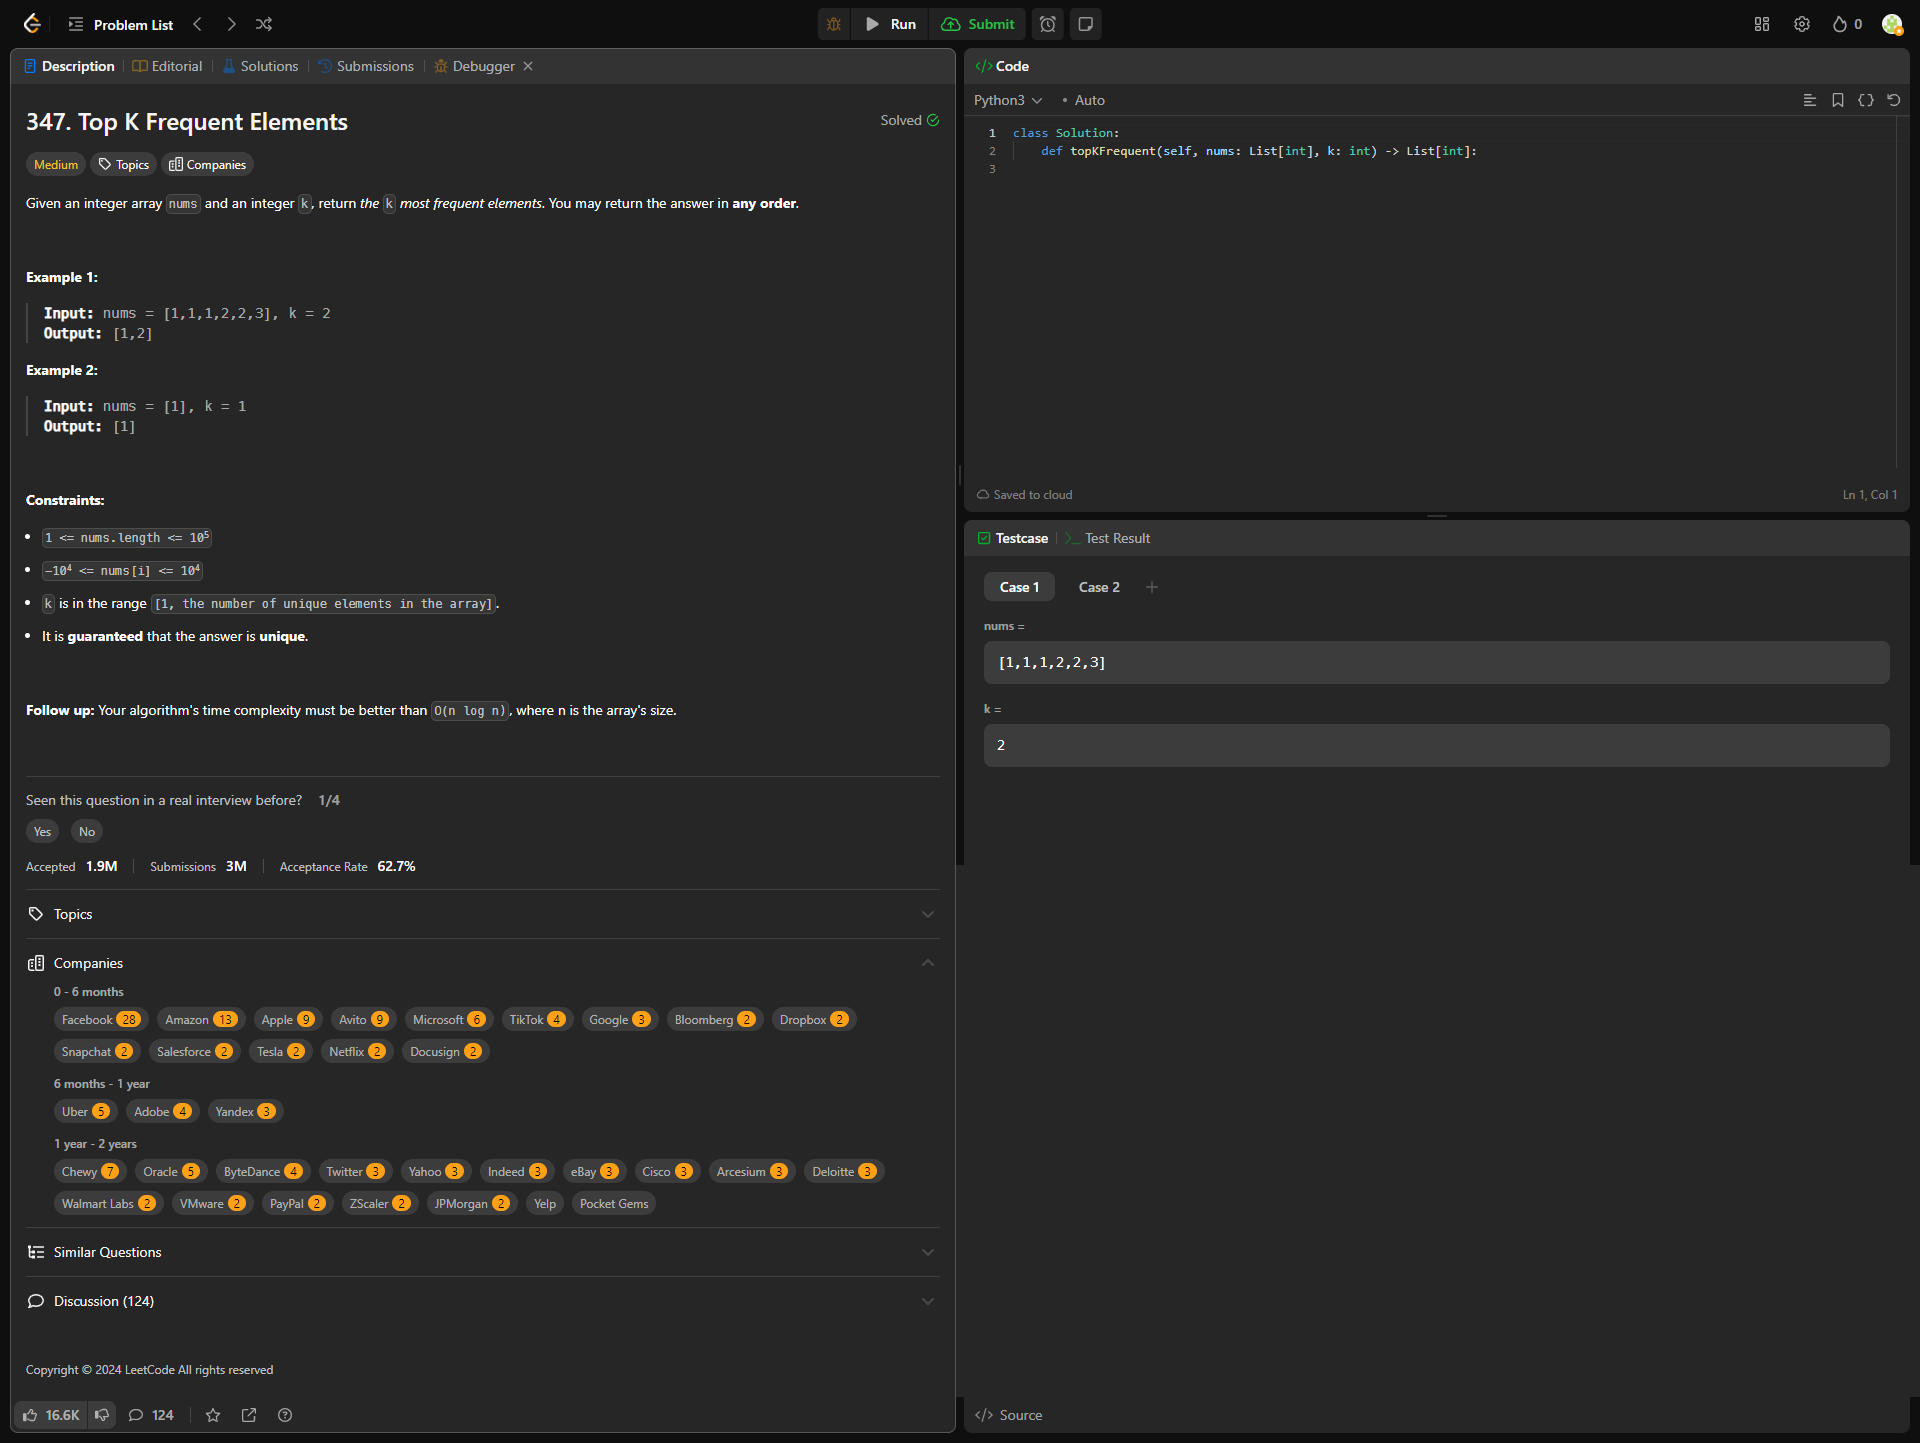 Problem List
Run
Submit
0
Description
Editorial
Solutions
Submissions
Debugger
347. Top K Frequent Elements
Solved
Medium
Topics
Companies
Given an integer array nums and an integer k, return the k most frequent elements. You may return the answer in any order.
Example 1:
Input: nums = [1,1,1,2,2,3], k = 2
Output: [1,2]
Example 2:
Input: nums = [1], k = 1
Output: [1]
Constraints:
1 <= nums.length <= 10⁵
-10⁴ <= nums[i] <= 10⁴
k is in the range [1, the number of unique elements in the array].
It is guaranteed that the answer is unique.
Follow up: Your algorithm's time complexity must be better than O(n log n), where n is the array's size.
Seen this question in a real interview before? 1/4
Yes No
Accepted 1.9M Submissions 3M Acceptance Rate 62.7%
Topics
Companies
0 - 6 months
Facebook 28 Amazon 13 Apple 9 Avito 9 Microsoft 6 TikTok 4 Google 3 Bloomberg 2 Dropbox 2
Snapchat 2 Salesforce 2 Tesla 2 Netflix 2 Docusign 2
6 months - 1 year
Uber 5 Adobe 4 Yandex 3
1 year - 2 years
Chewy 7 Oracle 5 ByteDance 4 Twitter 3 Yahoo 3 Indeed 3 eBay 3 Cisco 3 Arcesium 3 Deloitte 3
Walmart Labs 2 VMware 2 PayPal 2 ZScaler 2 JPMorgan 2 Yelp Pocket Gems
Similar Questions
Discussion (124)
Copyright © 2024 LeetCode All rights reserved
16.6K 124
</> Code
Python3 • Auto
1 class Solution:
2 def topKFrequent(self, nums: List[int], k: int) -> List[int]:
3
Saved to cloud
Ln 1, Col 1
Testcase
>_ Test Result
Case 1 Case 2 +
nums =
[1,1,1,2,2,3]
k =
2
</> Source